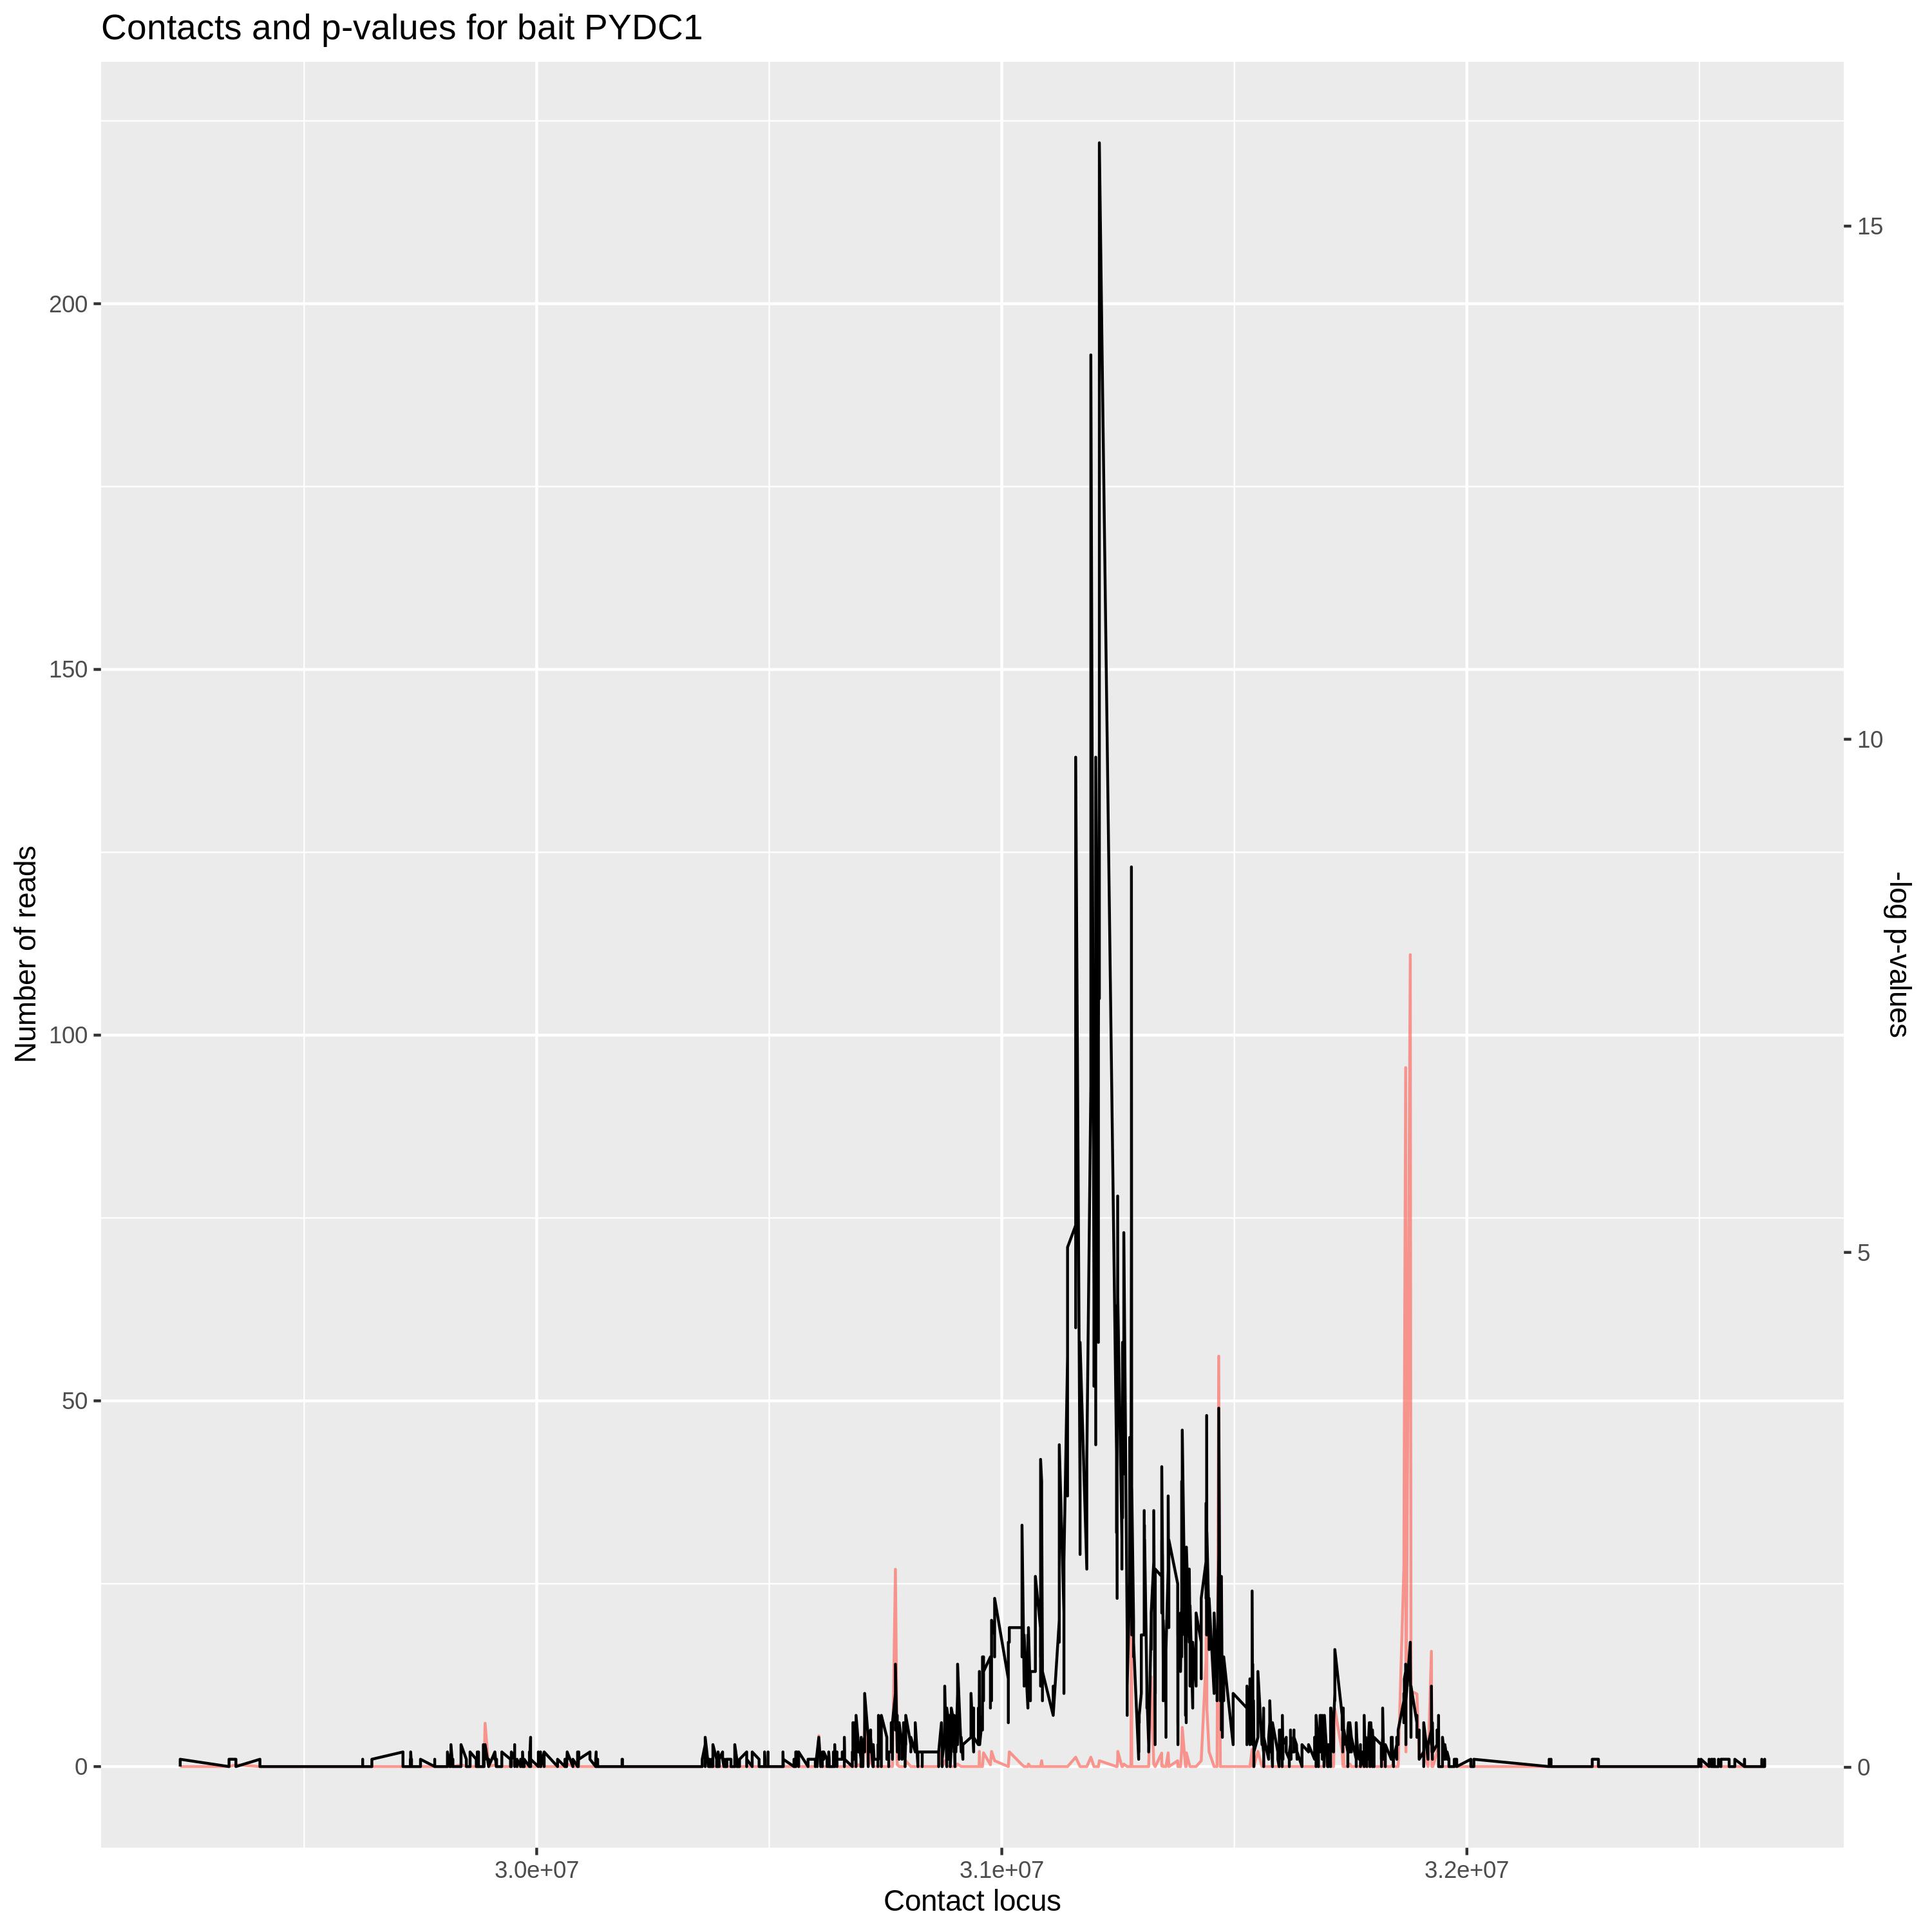 Contacts and p-values for bait PYDC1
200
150
100
50
0
Number of reads
15
10
5
0
-log p-values
3.0e+07
3.1e+07
3.2e+07
Contact locus